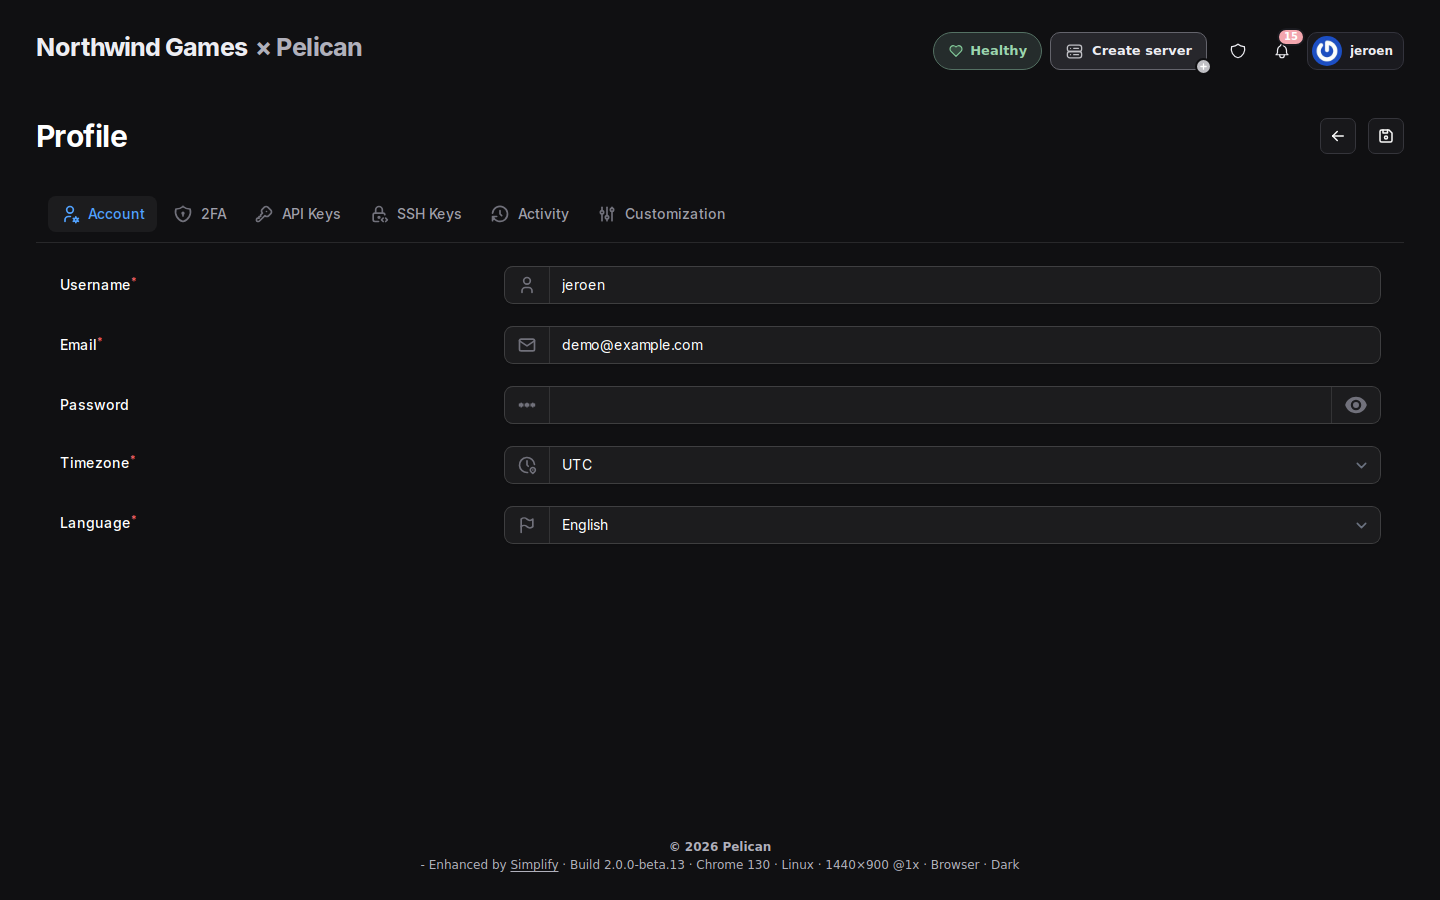 Northwind Games × Pelican
Healthy
Create server
15
jeroen
Profile
Account
2FA
API Keys
SSH Keys
Activity
Customization
Username*
jeroen
Email*
demo@example.com
Password
Timezone*
UTC
Language*
English
© 2026 Pelican
- Enhanced by Simplify · Build 2.0.0-beta.13 · Chrome 130 · Linux · 1440×900 @1x · Browser · Dark